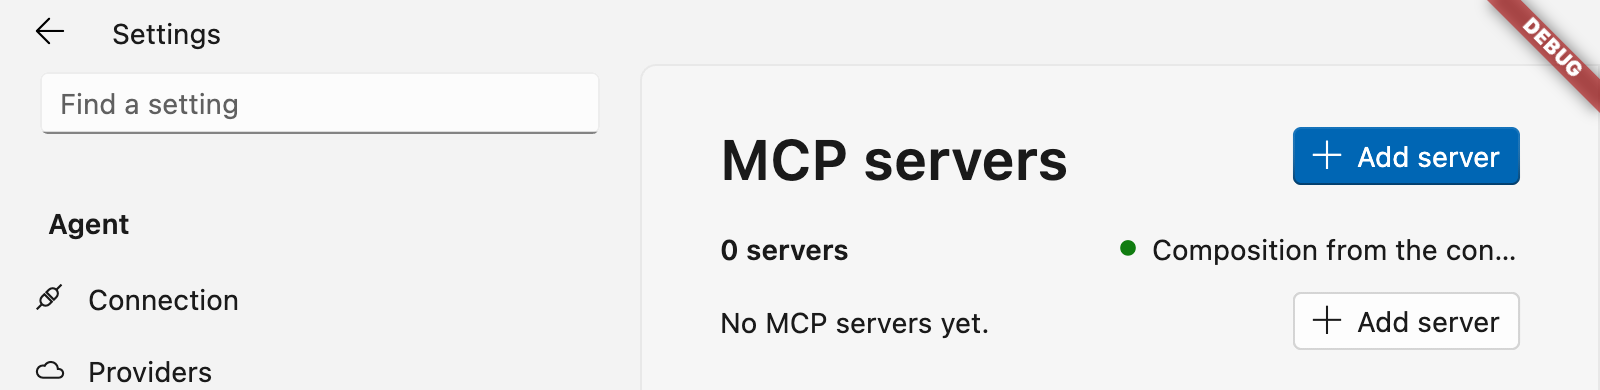 Settings
DEBUG
Find a setting
MCP servers
Add server
Agent
0 servers
Composition from the con...
Connection
No MCP servers yet.
Add server
Providers